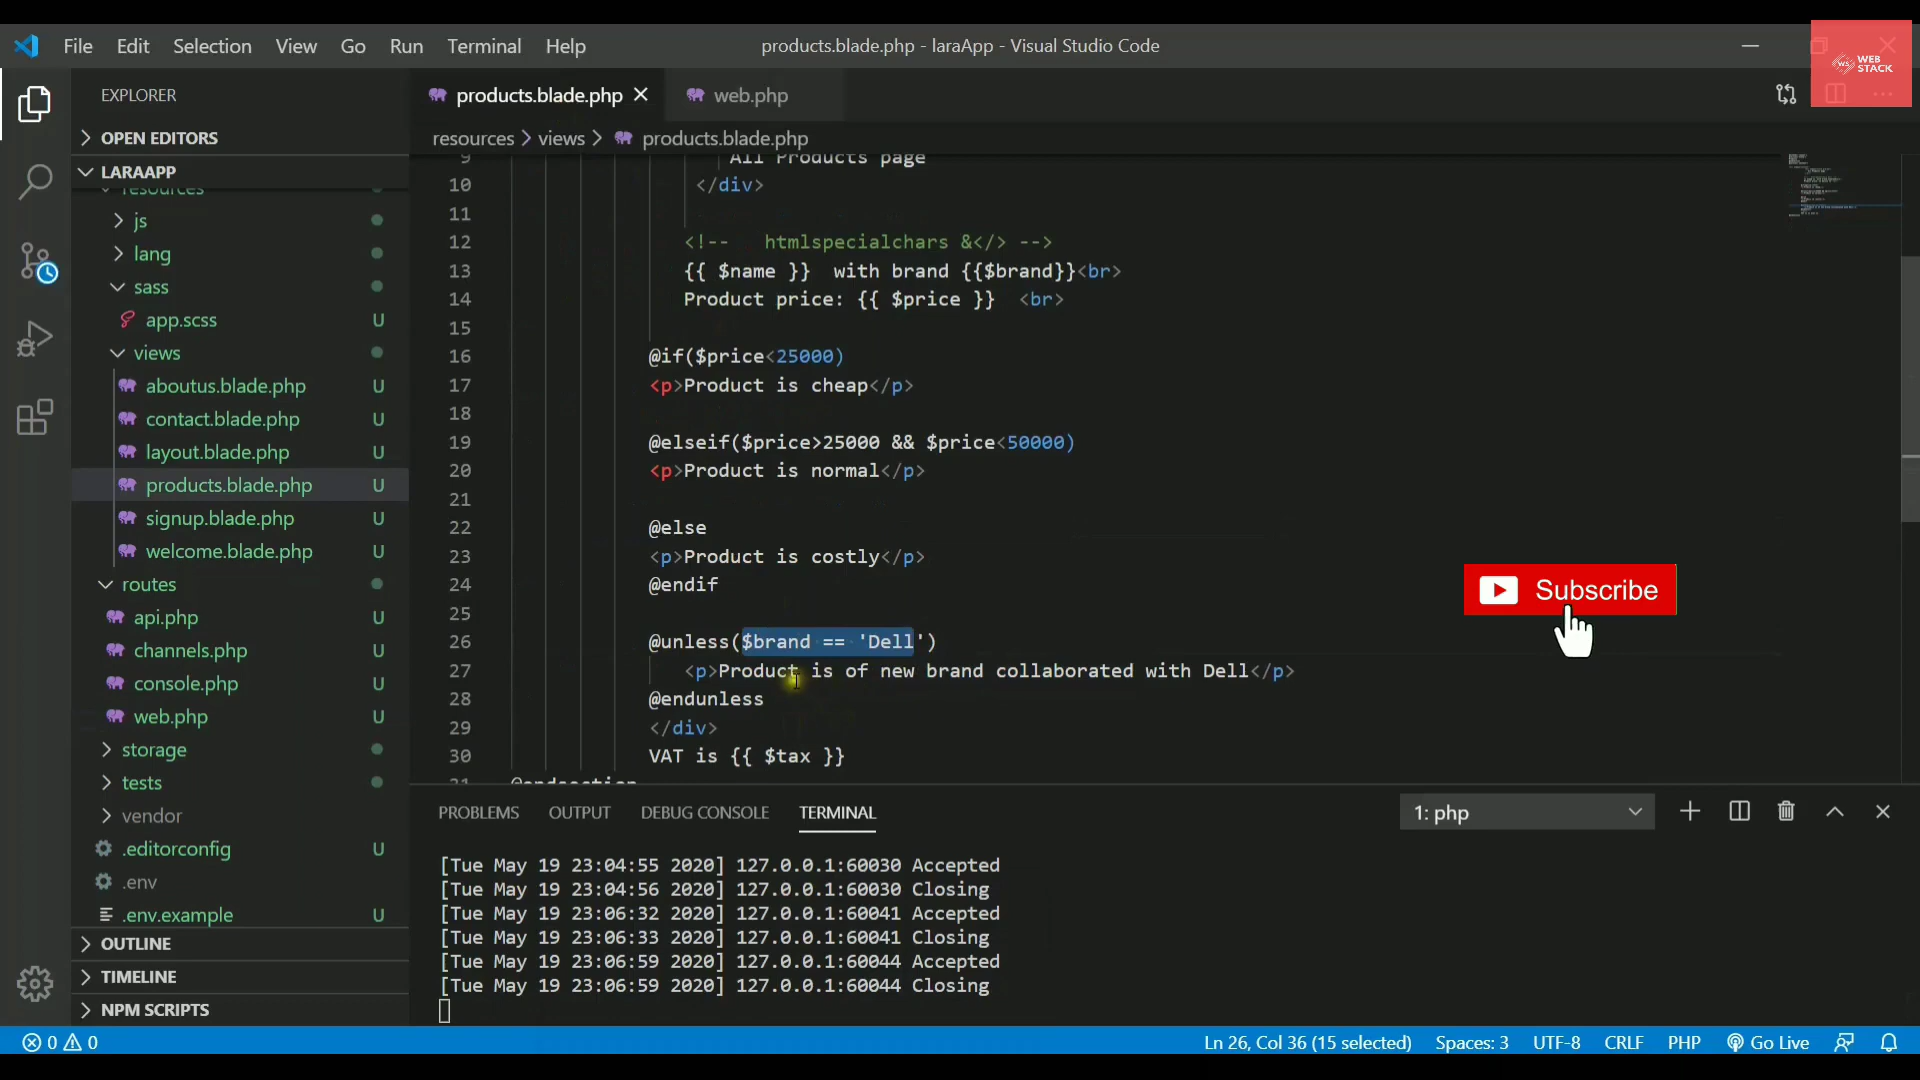 File Edit Selection View Go Run Terminal Help products.blade.php - laraApp - Visual Studio Code
WS WEB STACK
EXPLORER
OPEN EDITORS
LARAAPP
resources
js
lang
sass
app.scss U
views
aboutus.blade.php U
contact.blade.php U
layout.blade.php U
products.blade.php U
signup.blade.php U
welcome.blade.php U
routes
api.php U
channels.php U
console.php U
web.php U
storage
tests
vendor
.editorconfig U
.env
.env.example U
OUTLINE
TIMELINE
NPM SCRIPTS
products.blade.php web.php
resources > views > products.blade.php
9 All Products page
10 </div>
11
12 <!-- htmlspecialchars &</> -->
13 {{ $name }} with brand {{$brand}}<br>
14 Product price: {{ $price }} <br>
15
16 @if($price<25000)
17 <p>Product is cheap</p>
18
19 @elseif($price>25000 && $price<50000)
20 <p>Product is normal</p>
21
22 @else
23 <p>Product is costly</p>
24 @endif
25
26 @unless($brand == 'Dell')
27 <p>Product is of new brand collaborated with Dell</p>
28 @endunless
29 </div>
30 VAT is {{ $tax }}
31 @endsection
Subscribe
PROBLEMS OUTPUT DEBUG CONSOLE TERMINAL 1: php
[Tue May 19 23:04:55 2020] 127.0.0.1:60030 Accepted
[Tue May 19 23:04:56 2020] 127.0.0.1:60030 Closing
[Tue May 19 23:06:32 2020] 127.0.0.1:60041 Accepted
[Tue May 19 23:06:33 2020] 127.0.0.1:60041 Closing
[Tue May 19 23:06:59 2020] 127.0.0.1:60044 Accepted
[Tue May 19 23:06:59 2020] 127.0.0.1:60044 Closing
0 0 Ln 26, Col 36 (15 selected) Spaces: 3 UTF-8 CRLF PHP Go Live